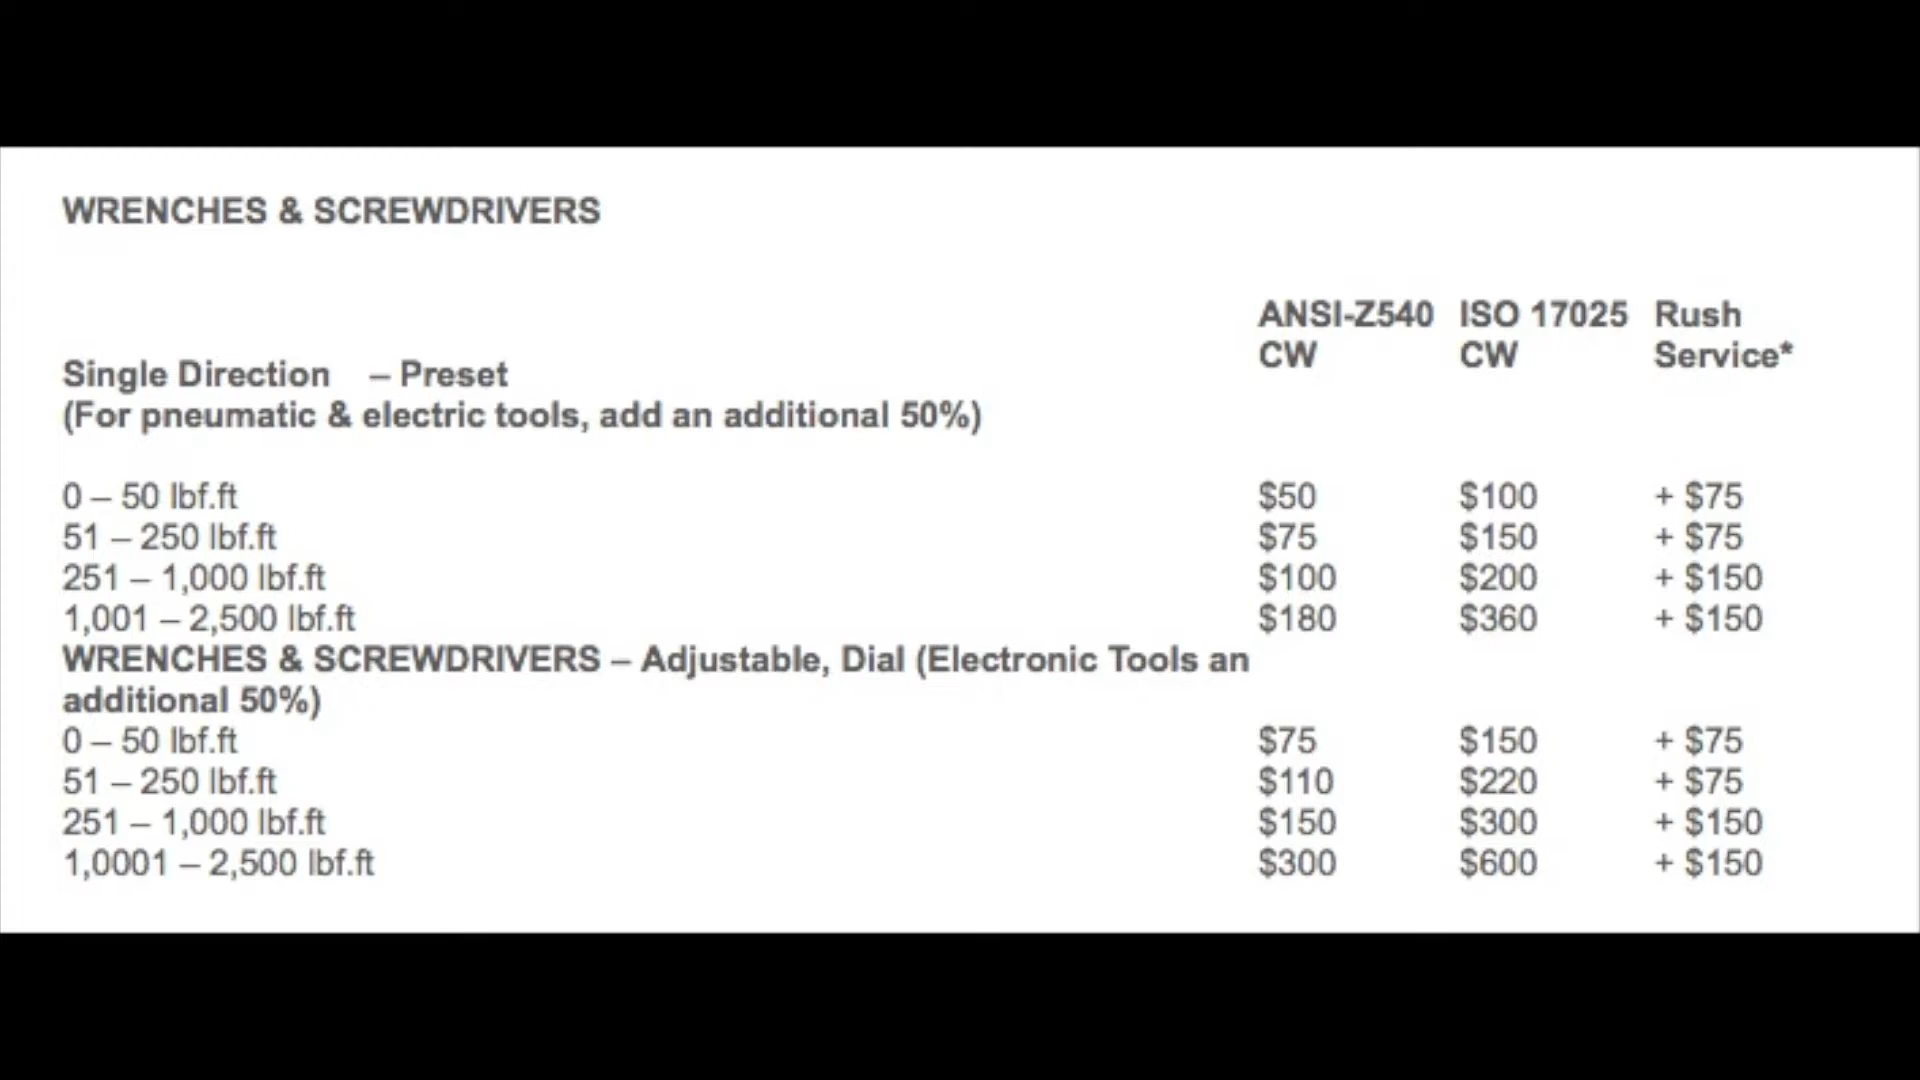 WRENCHES & SCREWDRIVERS
ANSI-Z540 ISO 17025 Rush
CW CW Service*
Single Direction – Preset
(For pneumatic & electric tools, add an additional 50%)
0 – 50 lbf.ft $50 $100 + $75
51 – 250 lbf.ft $75 $150 + $75
251 – 1,000 lbf.ft $100 $200 + $150
1,001 – 2,500 lbf.ft $180 $360 + $150
WRENCHES & SCREWDRIVERS – Adjustable, Dial (Electronic Tools an
additional 50%)
0 – 50 lbf.ft $75 $150 + $75
51 – 250 lbf.ft $110 $220 + $75
251 – 1,000 lbf.ft $150 $300 + $150
1,0001 – 2,500 lbf.ft $300 $600 + $150